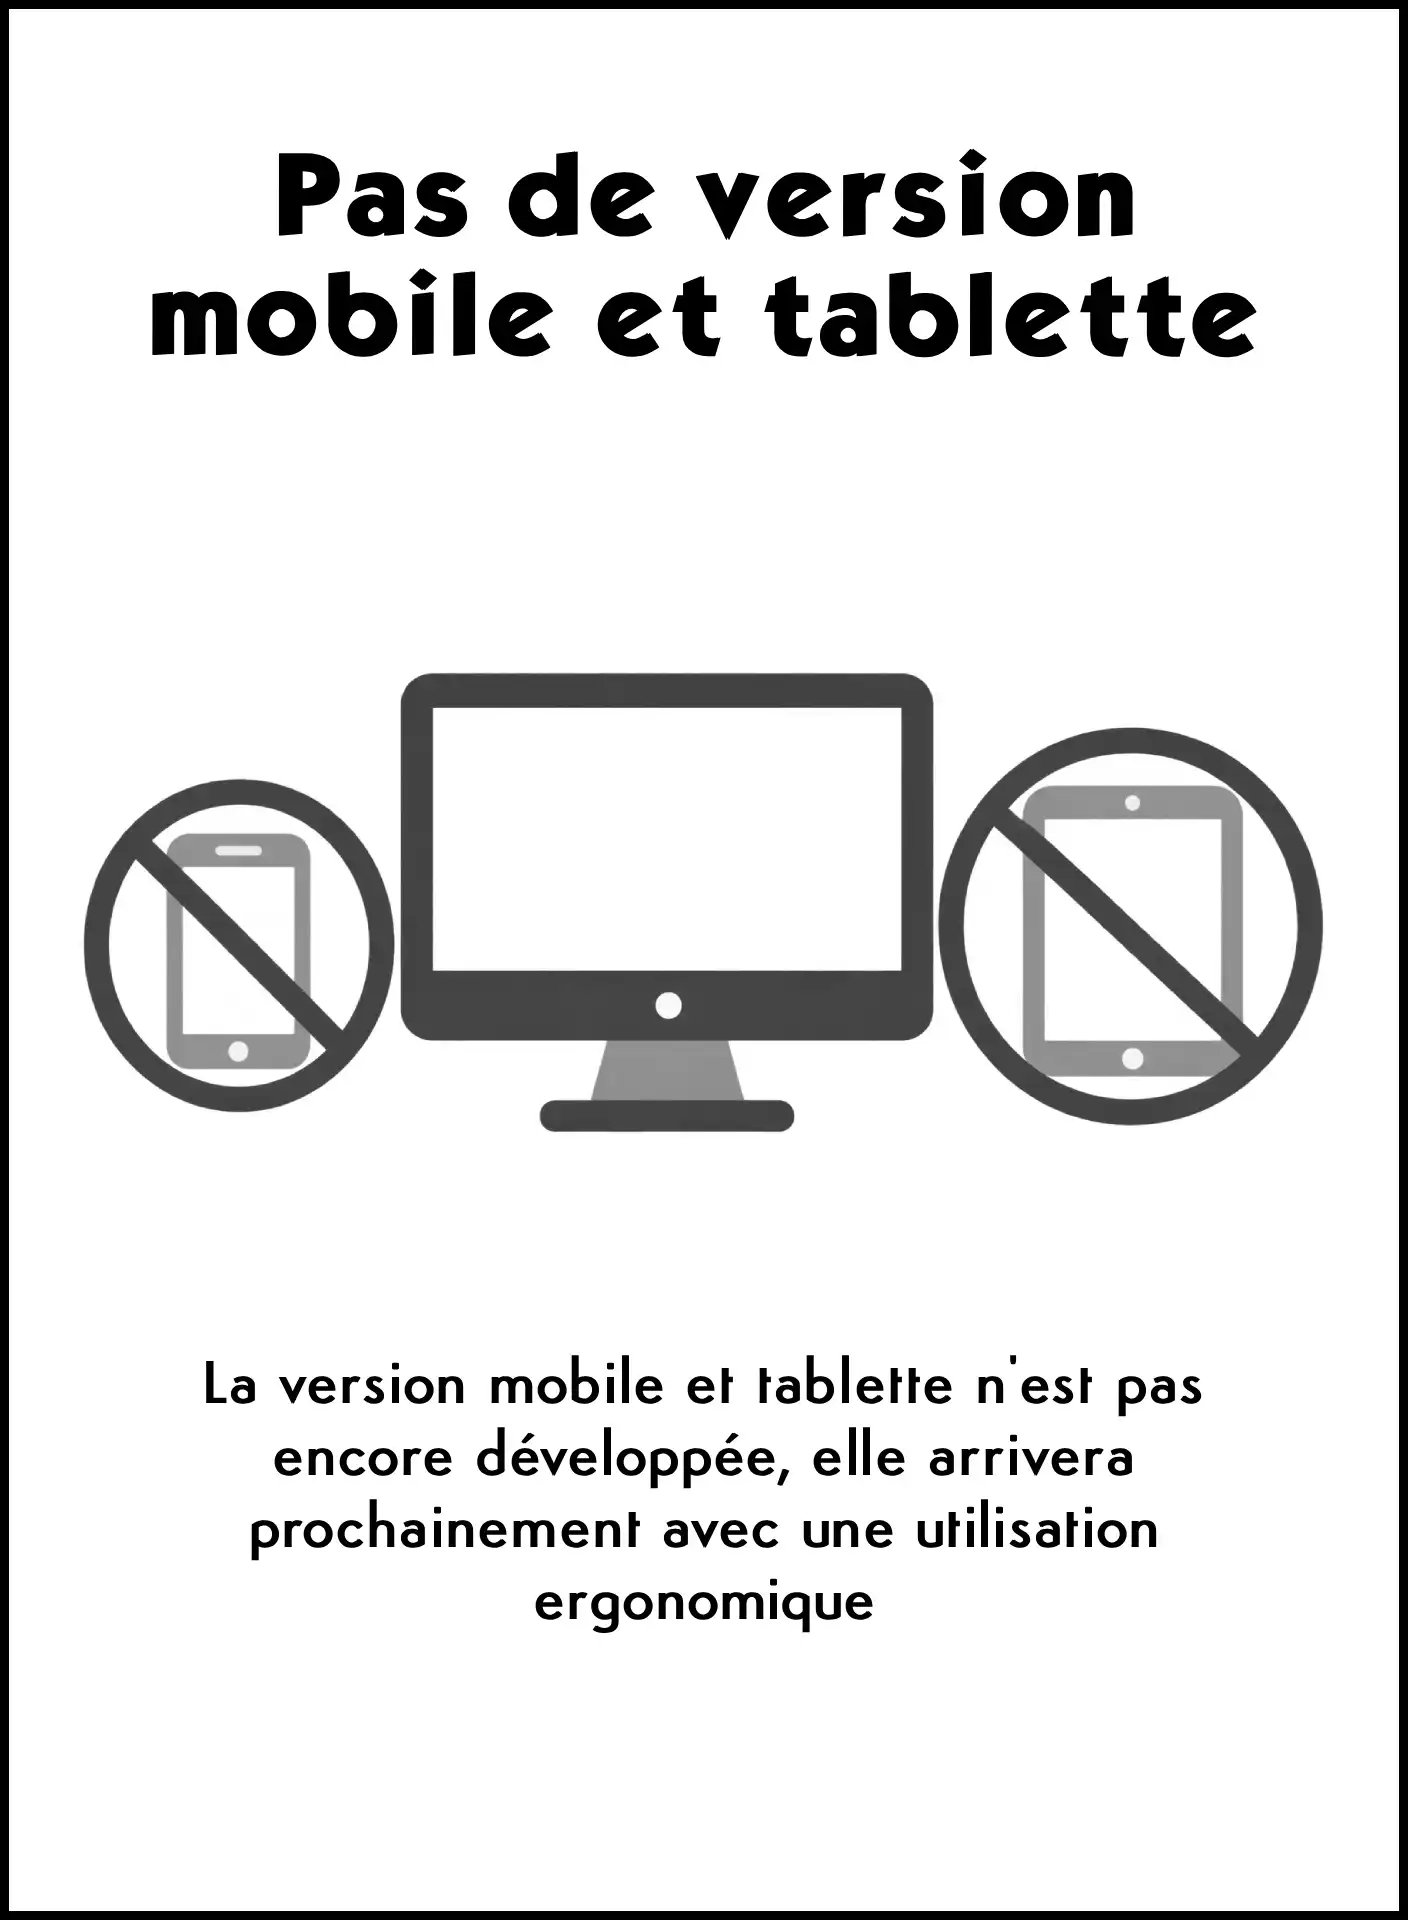 Pas de version
mobile et tablette
La version mobile et tablette n'est pas
encore développée, elle arrivera
prochainement avec une utilisation
ergonomique